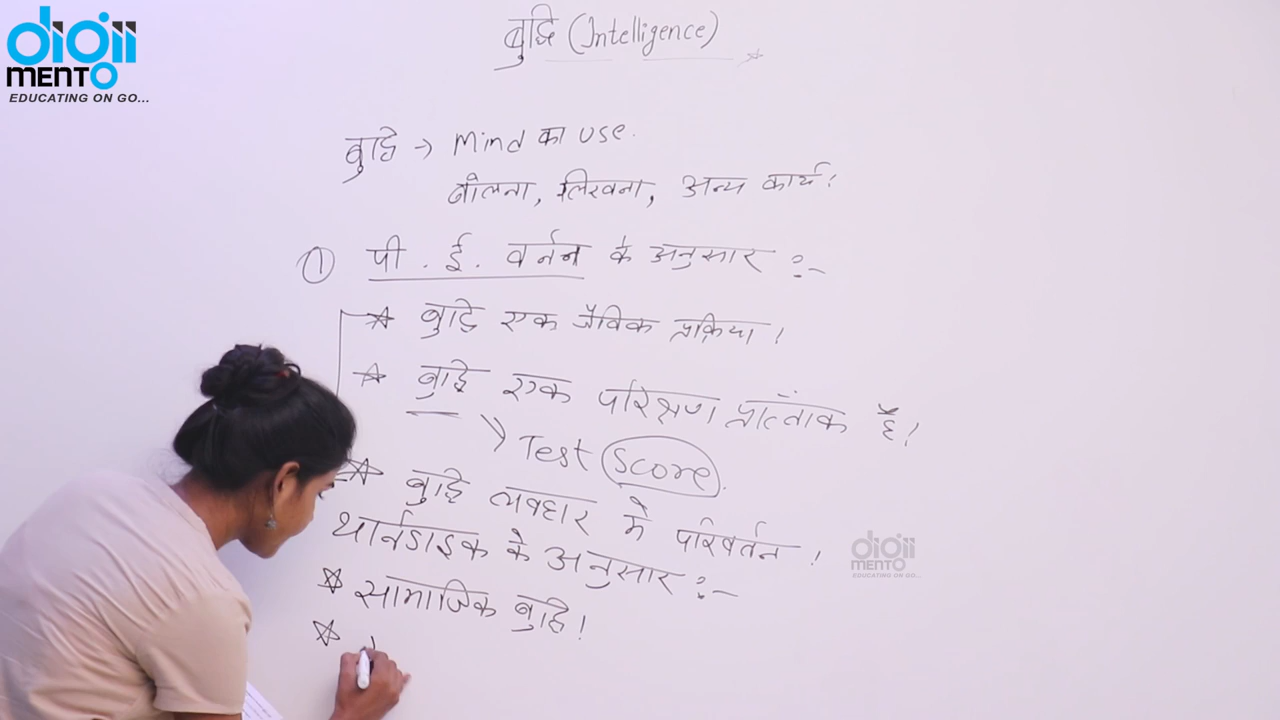 digii
MENTO
EDUCATING ON GO...
बुद्धि (Intelligence)
बुद्धि → Mind का use.
बोलना, लिखना, अन्य कार्य।
① पी. ई. वर्नन के अनुसार :-
☆ बुद्धि एक जैविक प्रक्रिया।
☆ बुद्धि एक परिक्षण प्राप्तांक है।
Test Score.
☆ बुद्धि व्यवहार में परिवर्तन।
थार्नडाइक के अनुसार :-
☆ सामाजिक बुद्धि।
☆
digii
MENTO
EDUCATING ON GO...